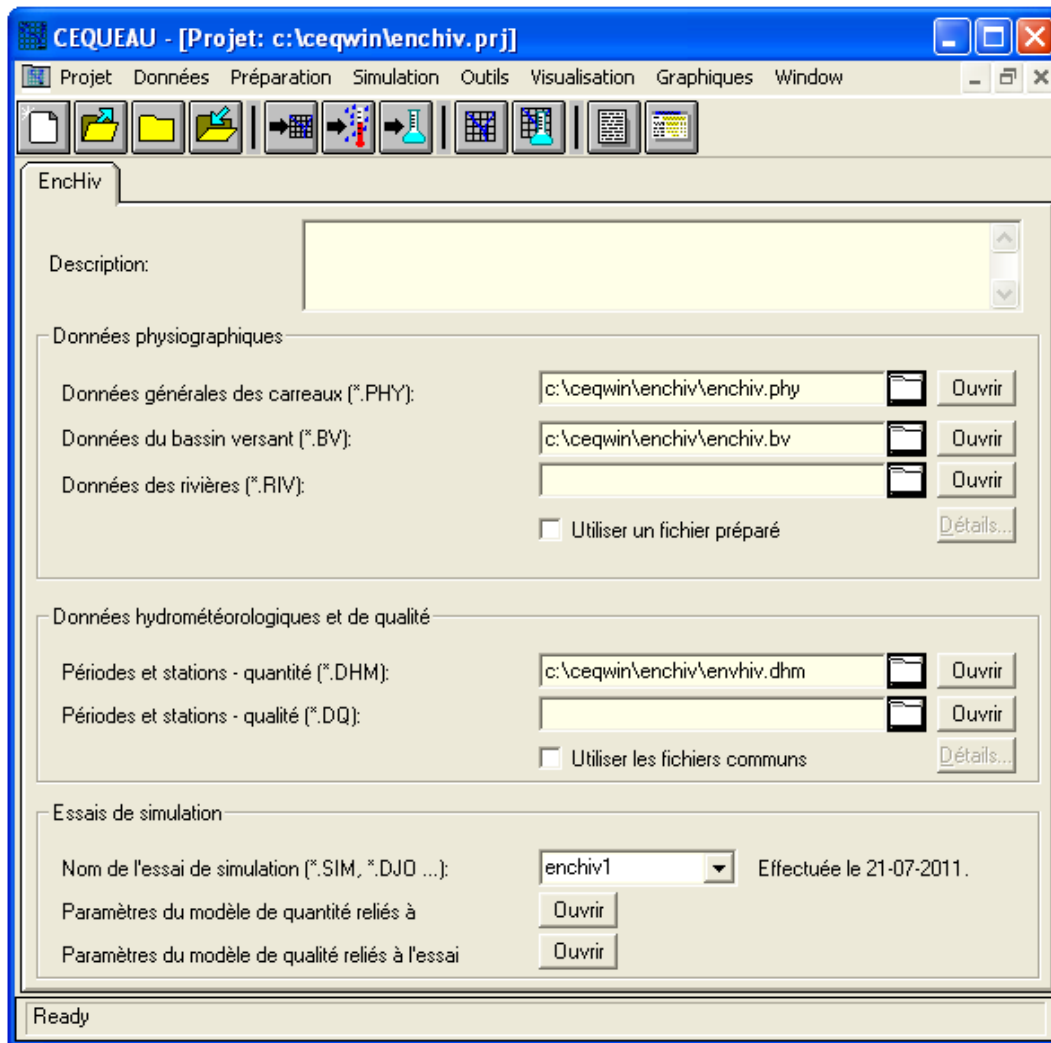 CEQUEAU - [Projet: c:\ceqwin\enchiv.prj]
Projet Données Préparation Simulation Outils Visualisation Graphiques Window
EncHiv
Description:
Données physiographiques
Données générales des carreaux (*.PHY): c:\ceqwin\enchiv\enchiv.phy Ouvrir
Données du bassin versant (*.BV): c:\ceqwin\enchiv\enchiv.bv Ouvrir
Données des rivières (*.RIV): Ouvrir
Utiliser un fichier préparé Détails...
Données hydrométéorologiques et de qualité
Périodes et stations - quantité (*.DHM): c:\ceqwin\enchiv\envhiv.dhm Ouvrir
Périodes et stations - qualité (*.DQ): Ouvrir
Utiliser les fichiers communs Détails...
Essais de simulation
Nom de l'essai de simulation (*.SIM, *.DJO ...): enchiv1 Effectuée le 21-07-2011.
Paramètres du modèle de quantité reliés à Ouvrir
Paramètres du modèle de qualité reliés à l'essai Ouvrir
Ready